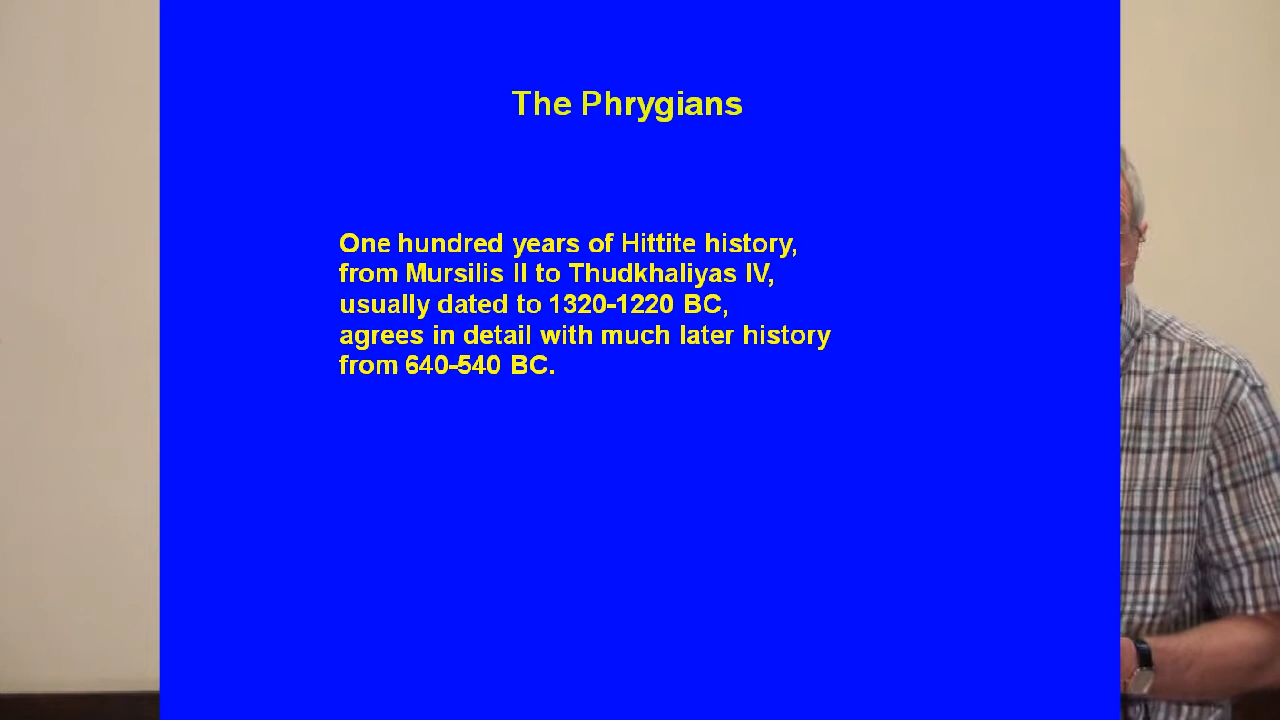 The Phrygians
One hundred years of Hittite history,
from Mursilis II to Thudkhaliyas IV,
usually dated to 1320-1220 BC,
agrees in detail with much later history
from 640-540 BC.